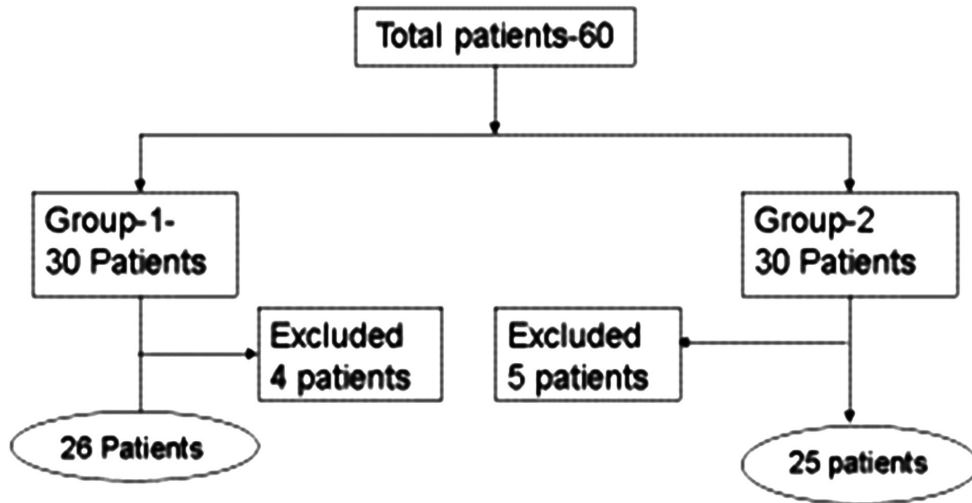 Total patients-60
Group-1-
30 Patients
Group-2
30 Patients
Excluded
4 patients
Excluded
5 patients
26 Patients
25 patients